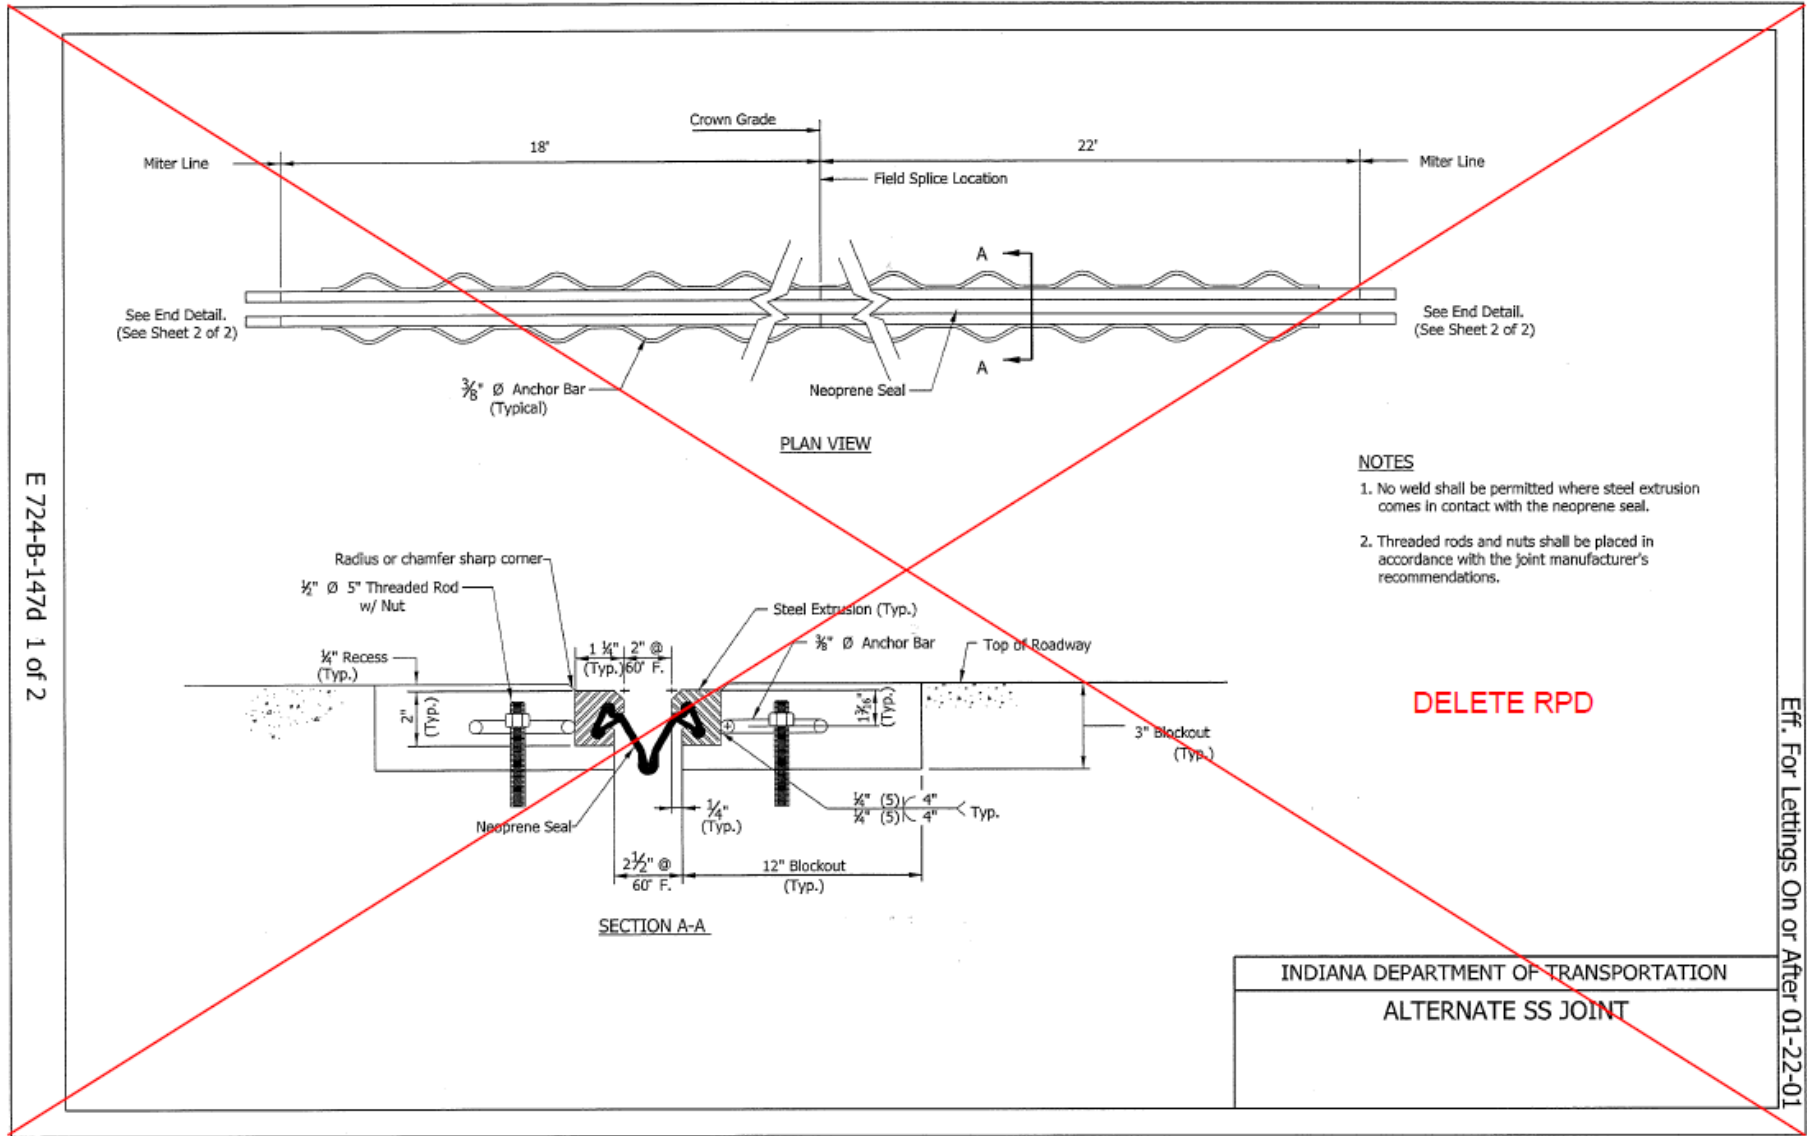 Crown Grade
18'
22'
Miter Line
Miter Line
Field Splice Location
A
See End Detail.
(See Sheet 2 of 2)
See End Detail.
(See Sheet 2 of 2)
A
⅜" Ø Anchor Bar
(Typical)
Neoprene Seal
PLAN VIEW
NOTES
1. No weld shall be permitted where steel extrusion
comes in contact with the neoprene seal.
2. Threaded rods and nuts shall be placed in
accordance with the joint manufacturer's
recommendations.
E 724-B-147d 1 of 2
Radius or chamfer sharp corner
½" Ø 5" Threaded Rod
w/ Nut
Steel Extrusion (Typ.)
⅜" Ø Anchor Bar
Top of Roadway
¼" Recess
(Typ.)
1 ¼"
(Typ.)
2" @
60° F.
2"
(Typ.)
(Typ.)
3" Blockout
(Typ.)
DELETE RPD
Neoprene Seal
¼"
(Typ.)
¼" (5) 4"
¼" (5) 4"
Typ.
2½" @
60° F.
12" Blockout
(Typ.)
SECTION A-A
INDIANA DEPARTMENT OF TRANSPORTATION
ALTERNATE SS JOINT
Eff. For Lettings On or After 01-22-01